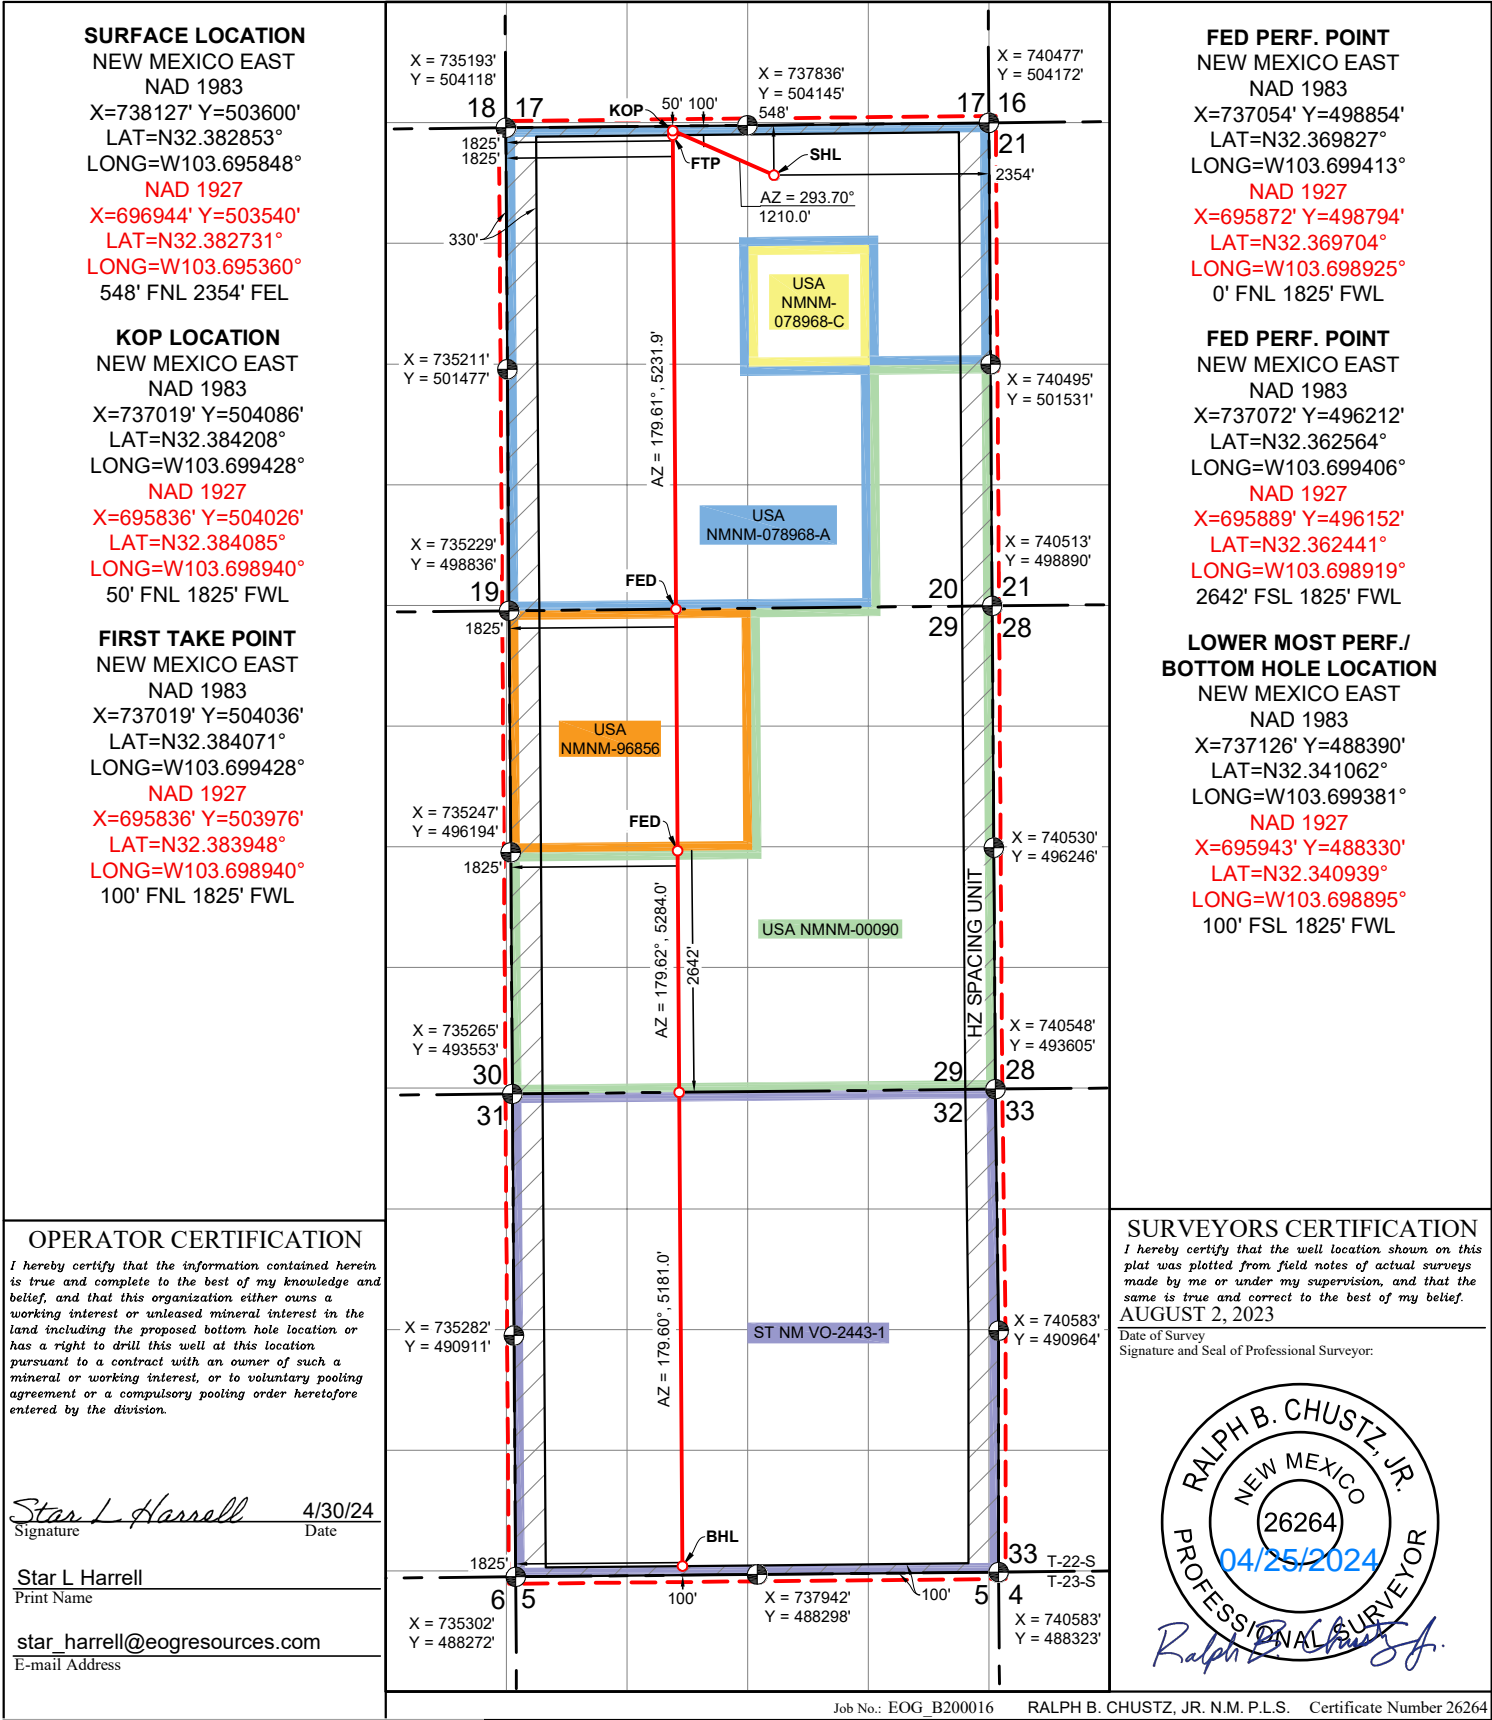 SURFACE LOCATION
NEW MEXICO EAST
NAD 1983
X=738127' Y=503600'
LAT=N32.382853°
LONG=W103.695848°
NAD 1927
X=696944' Y=503540'
LAT=N32.382731°
LONG=W103.695360°
548' FNL 2354' FEL
KOP LOCATION
NEW MEXICO EAST
NAD 1983
X=737019' Y=504086'
LAT=N32.384208°
LONG=W103.699428°
NAD 1927
X=695836' Y=504026'
LAT=N32.384085°
LONG=W103.698940°
50' FNL 1825' FWL
FIRST TAKE POINT
NEW MEXICO EAST
NAD 1983
X=737019' Y=504036'
LAT=N32.384071°
LONG=W103.699428°
NAD 1927
X=695836' Y=503976'
LAT=N32.383948°
LONG=W103.698940°
100' FNL 1825' FWL
OPERATOR CERTIFICATION
I hereby certify that the information contained herein
is true and complete to the best of my knowledge and
belief, and that this organization either owns a
working interest or unleased mineral interest in the
land including the proposed bottom hole location or
has a right to drill this well at this location
pursuant to a contract with an owner of such a
mineral or working interest, or to voluntary pooling
agreement or a compulsory pooling order heretofore
entered by the division.
Star L Harrell 4/30/24
Signature Date
Star L Harrell
Print Name
star_harrell@eogresources.com
E-mail Address
X = 735193'
Y = 504118'
X = 737836'
Y = 504145'
X = 740477'
Y = 504172'
18 17
KOP
50' 100'
548'
17 16
1825'
1825'
FTP
SHL
21
2354'
AZ = 293.70°
1210.0'
330'
USA
NMNM-
078968-C
AZ = 179.61°, 5231.9'
X = 735211'
Y = 501477'
X = 740495'
Y = 501531'
USA
NMNM-078968-A
X = 735229'
Y = 498836'
X = 740513'
Y = 498890'
19
FED
20 21
1825'
29 28
USA
NMNM-96856
X = 735247'
Y = 496194'
FED
X = 740530'
Y = 496246'
1825'
USA NMNM-00090
AZ = 179.62°, 5284.0'
2642'
HZ SPACING UNIT
X = 735265'
Y = 493553'
X = 740548'
Y = 493605'
30
29 28
31
32 33
AZ = 179.60°, 5181.0'
X = 735282'
Y = 490911'
ST NM VO-2443-1
X = 740583'
Y = 490964'
1825'
BHL
33 T-22-S
T-23-S
6 5
100'
100'
5 4
X = 737942'
Y = 488298'
X = 735302'
Y = 488272'
X = 740583'
Y = 488323'
FED PERF. POINT
NEW MEXICO EAST
NAD 1983
X=737054' Y=498854'
LAT=N32.369827°
LONG=W103.699413°
NAD 1927
X=695872' Y=498794'
LAT=N32.369704°
LONG=W103.698925°
0' FNL 1825' FWL
FED PERF. POINT
NEW MEXICO EAST
NAD 1983
X=737072' Y=496212'
LAT=N32.362564°
LONG=W103.699406°
NAD 1927
X=695889' Y=496152'
LAT=N32.362441°
LONG=W103.698919°
2642' FSL 1825' FWL
LOWER MOST PERF./
BOTTOM HOLE LOCATION
NEW MEXICO EAST
NAD 1983
X=737126' Y=488390'
LAT=N32.341062°
LONG=W103.699381°
NAD 1927
X=695943' Y=488330'
LAT=N32.340939°
LONG=W103.698895°
100' FSL 1825' FWL
SURVEYORS CERTIFICATION
I hereby certify that the well location shown on this
plat was plotted from field notes of actual surveys
made by me or under my supervision, and that the
same is true and correct to the best of my belief.
AUGUST 2, 2023
Date of Survey
Signature and Seal of Professional Surveyor:
RALPH B. CHUSTZ, JR.
NEW MEXICO
26264
04/25/2024
PROFESSIONAL SURVEYOR
Ralph B. Chustz Jr.
Job No.: EOG_B200016 RALPH B. CHUSTZ, JR. N.M. P.L.S. Certificate Number 26264